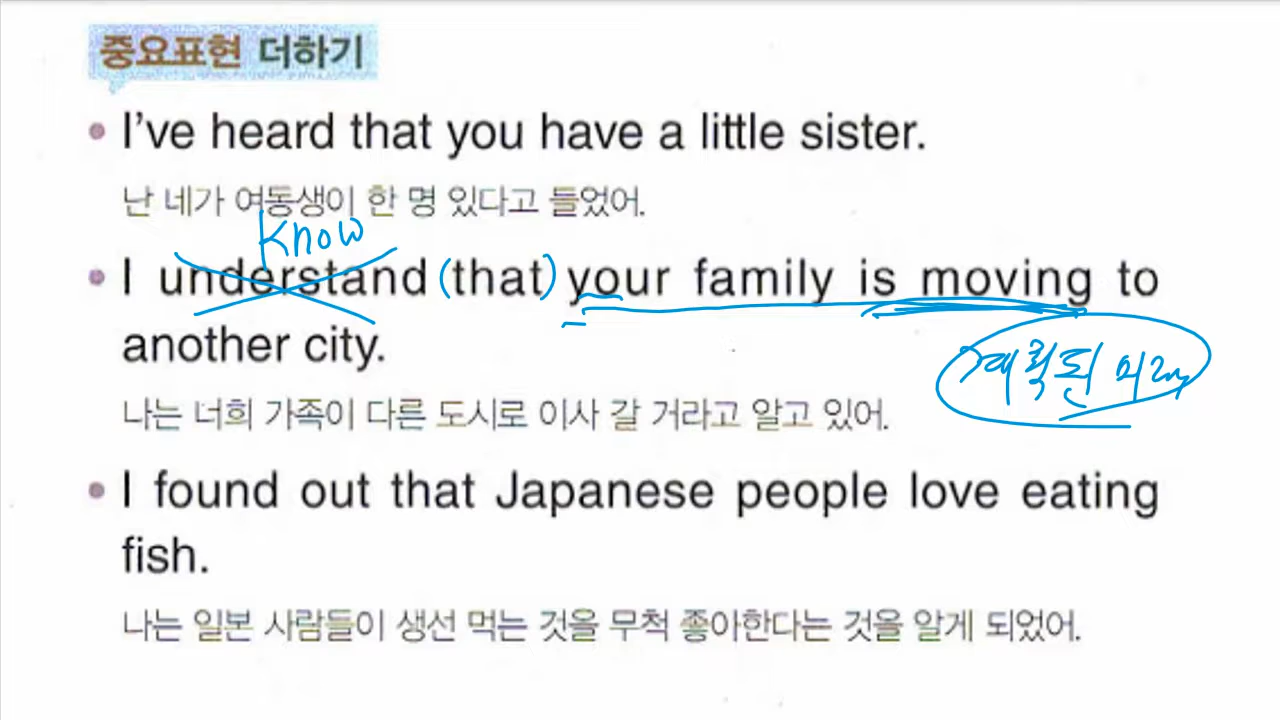 중요표현 더하기
• I've heard that you have a little sister.
난 네가 여동생이 한 명 있다고 들었어.
know
• I understand (that) your family is moving to
another city.
계획된 미래
나는 너희 가족이 다른 도시로 이사 갈 거라고 알고 있어.
• I found out that Japanese people love eating
fish.
나는 일본 사람들이 생선 먹는 것을 무척 좋아한다는 것을 알게 되었어.